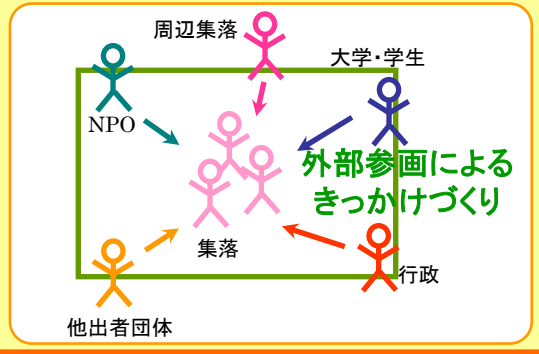 周辺集落
大学・学生
NPO
外部参画による
きっかけづくり
集落
行政
他出者団体